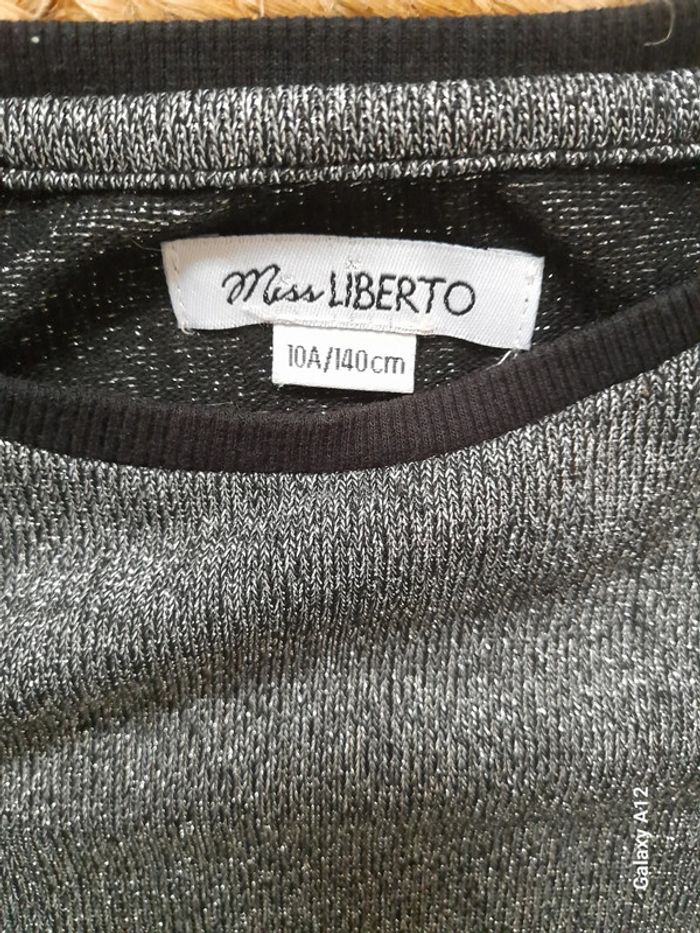 Miss LIBERTO
10A/140cm
Galaxy A12